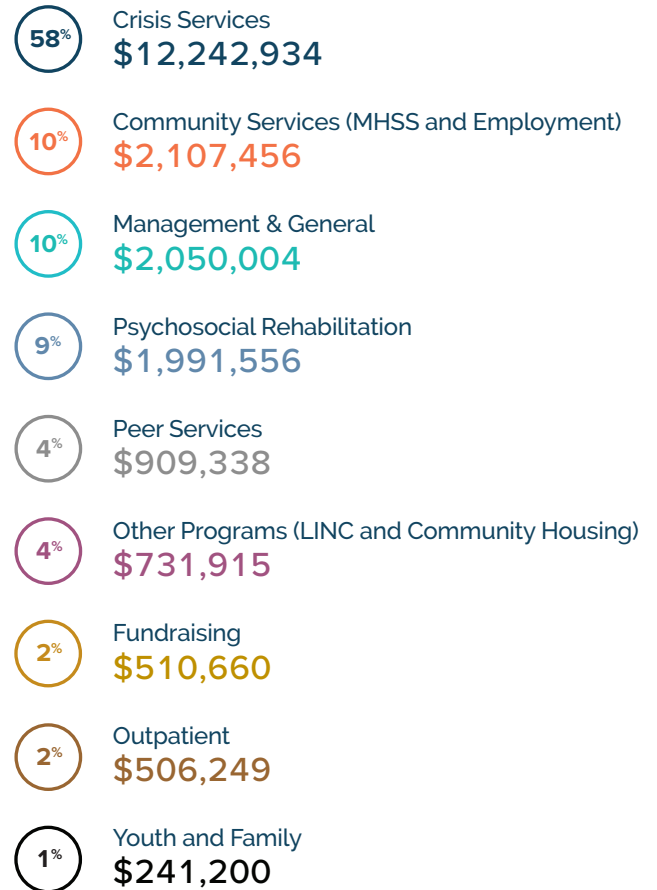 58%
Crisis Services
$12,242,934
10%
Community Services (MHSS and Employment)
$2,107,456
10%
Management & General
$2,050,004
9%
Psychosocial Rehabilitation
$1,991,556
4%
Peer Services
$909,338
4%
Other Programs (LINC and Community Housing)
$731,915
2%
Fundraising
$510,660
2%
Outpatient
$506,249
1%
Youth and Family
$241,200